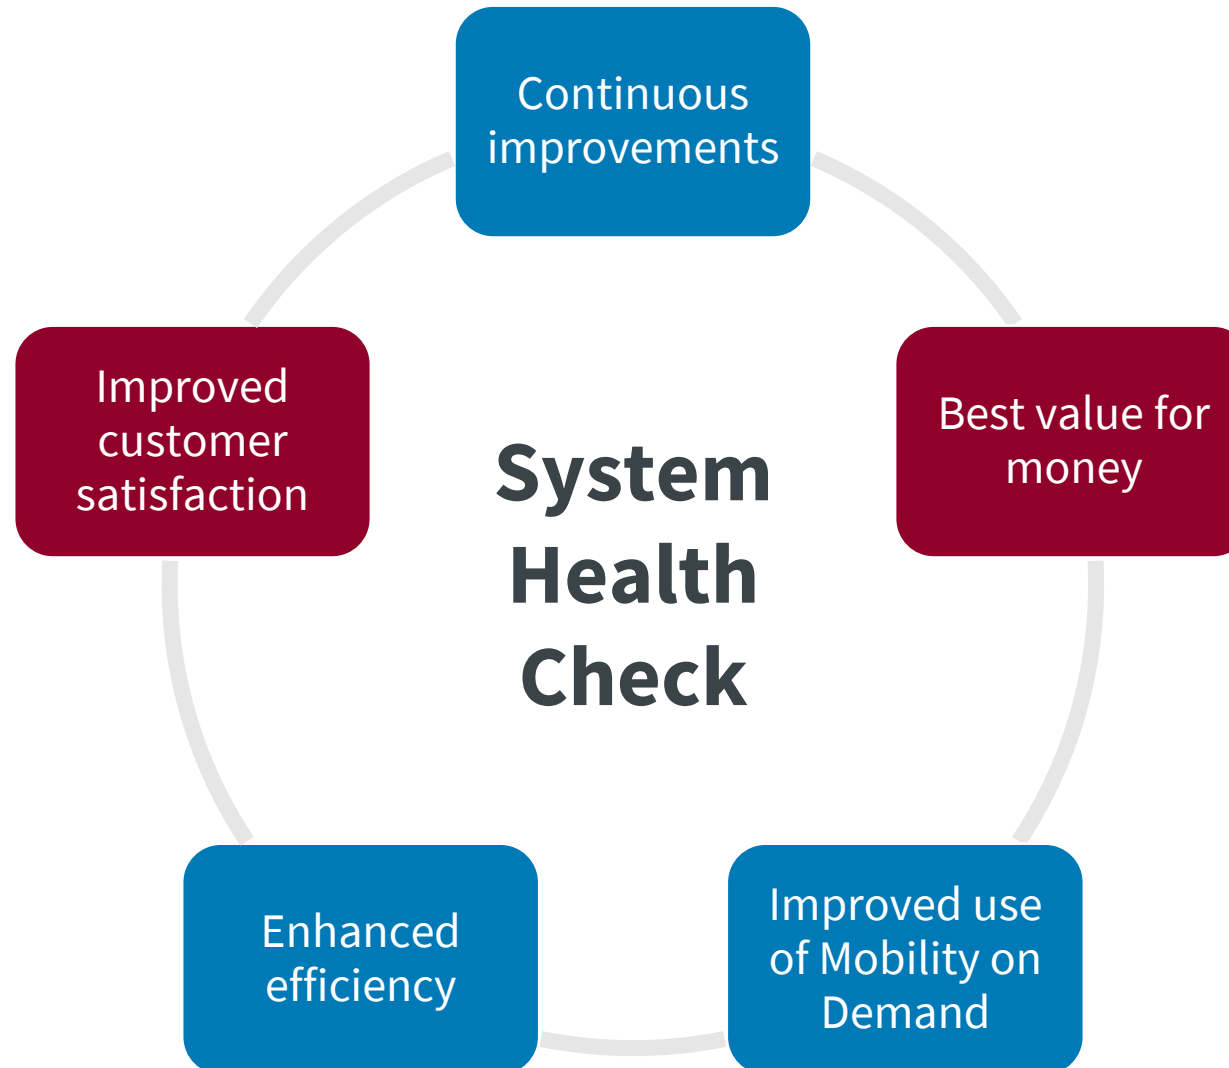 Continuous
improvements
Improved
customer
satisfaction
Best value for
money
System
Health
Check
Enhanced
efficiency
Improved use
of Mobility on
Demand